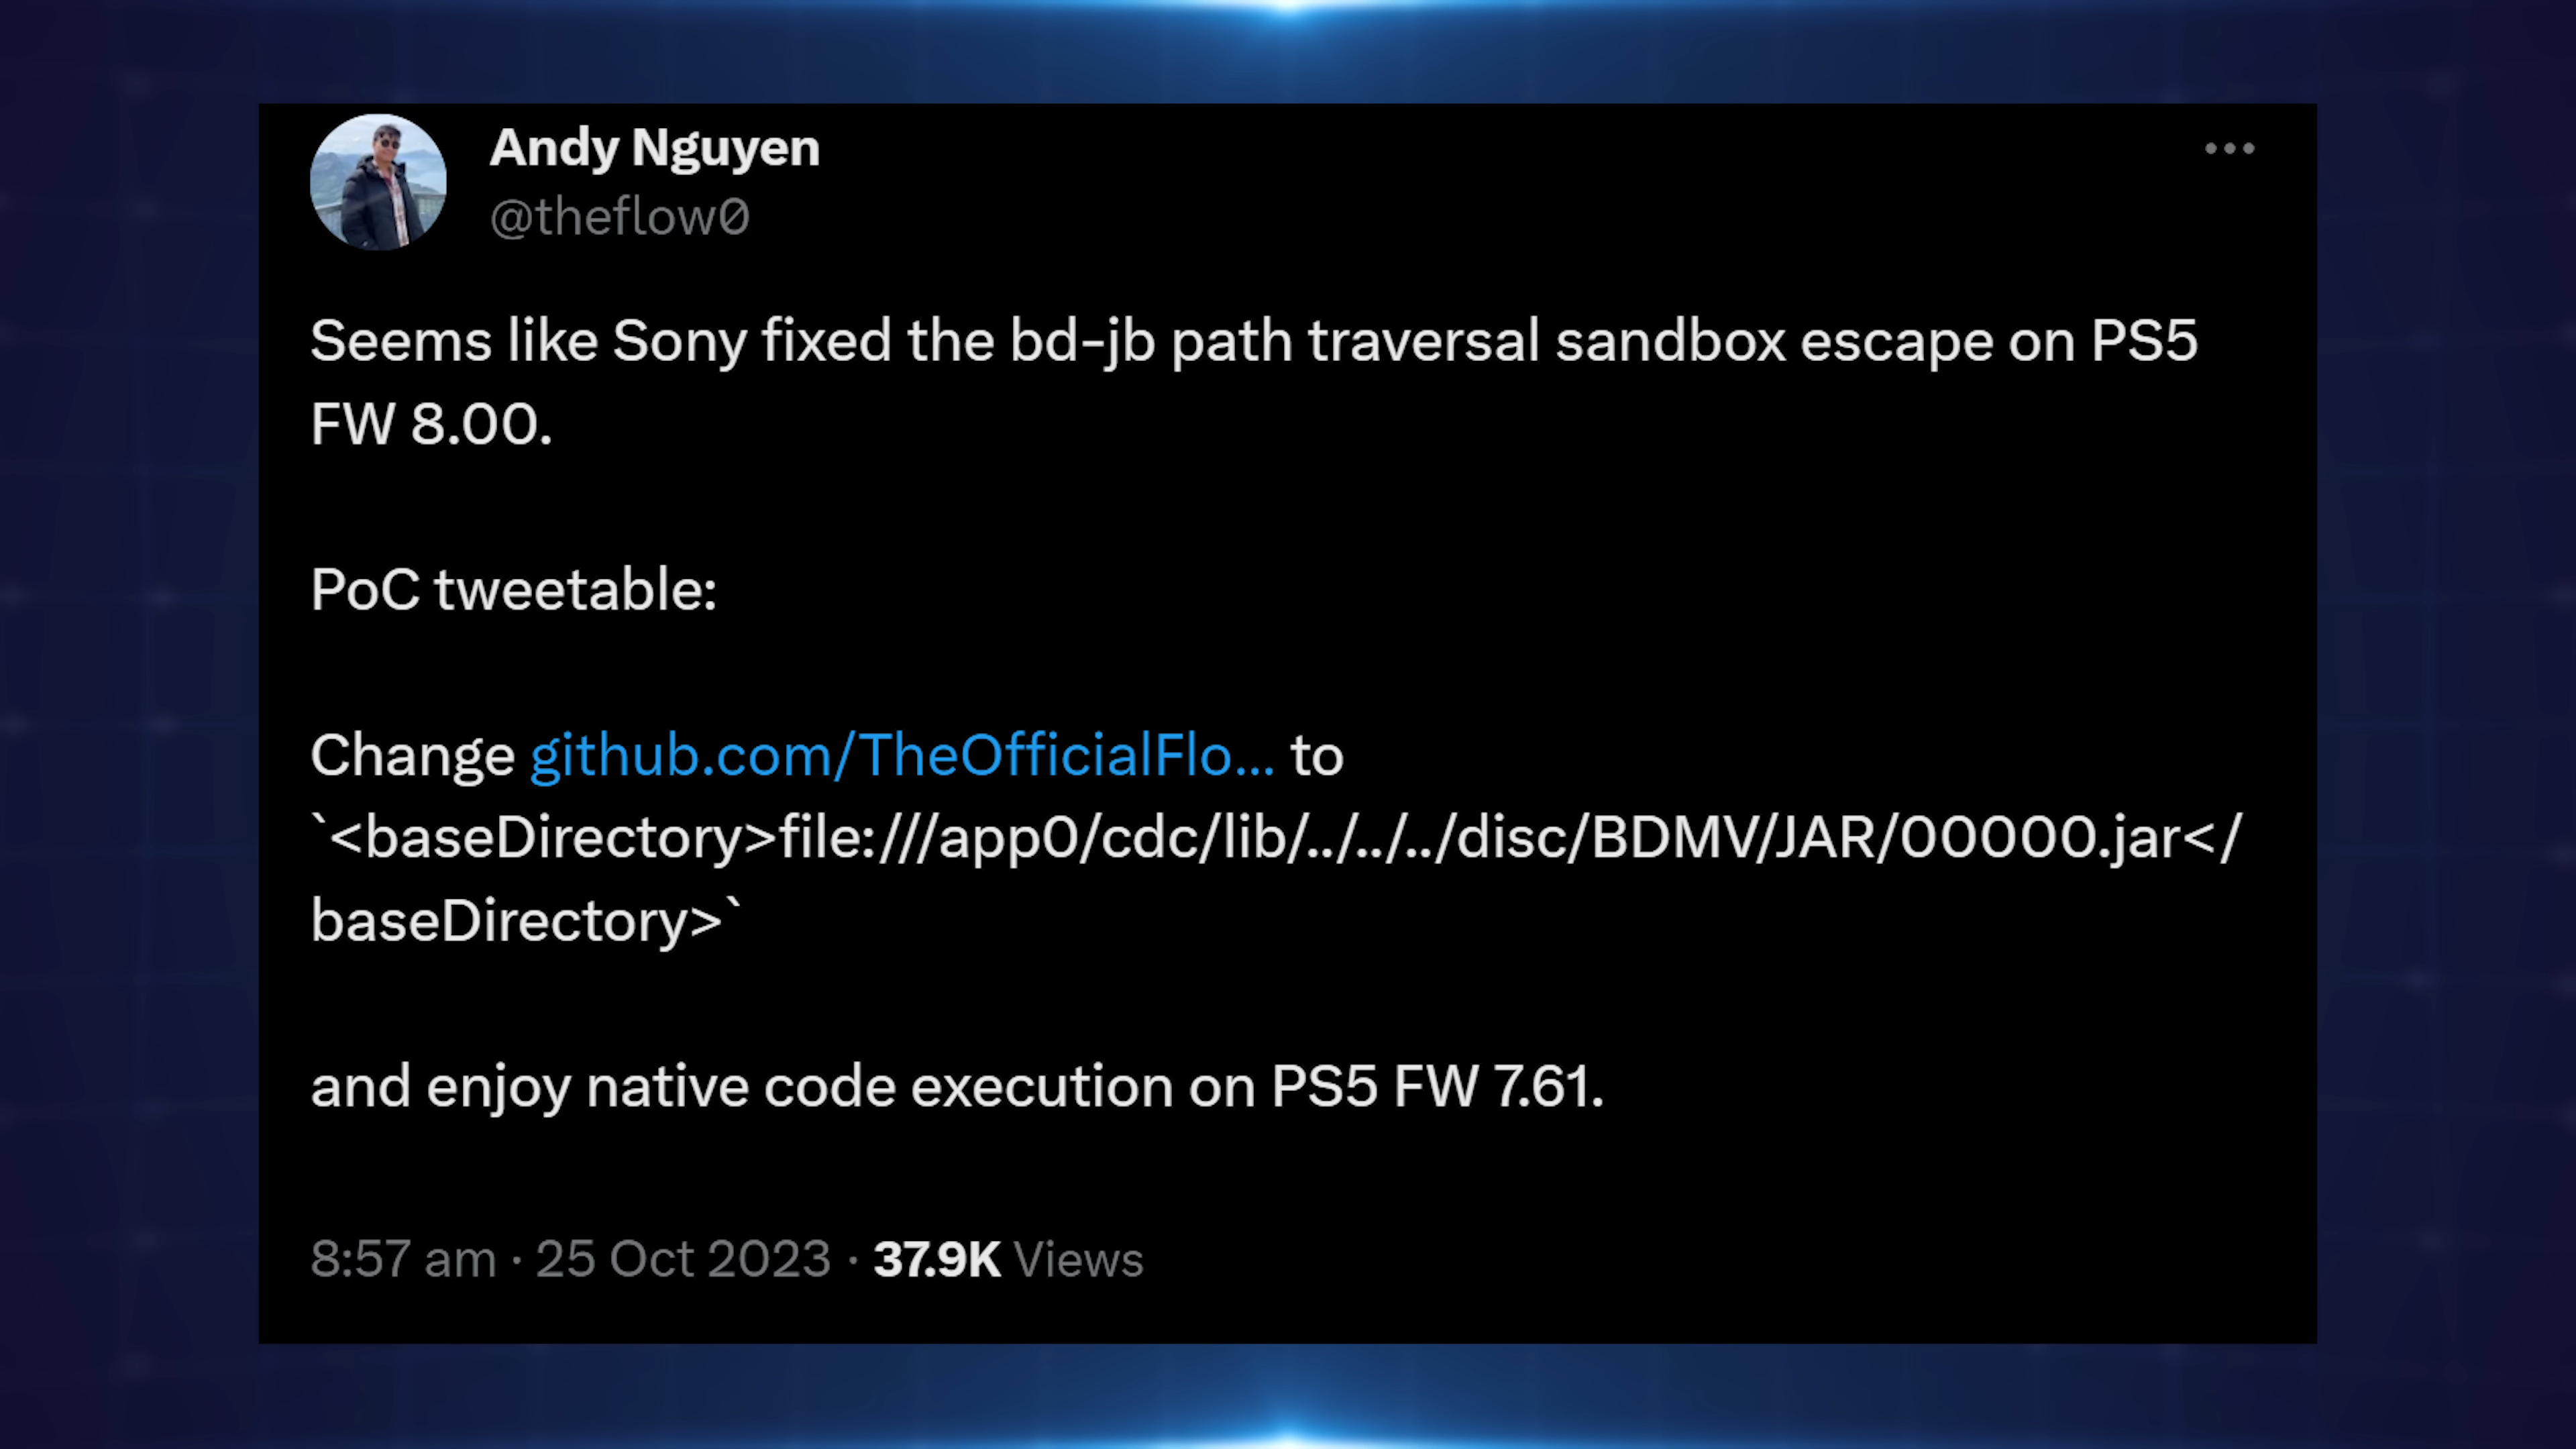 Andy Nguyen
@theflow0
Seems like Sony fixed the bd-jb path traversal sandbox escape on PS5
FW 8.00.
PoC tweetable:
Change github.com/TheOfficialFlo... to
`<baseDirectory>file:///app0/cdc/lib/../../../disc/BDMV/JAR/00000.jar</
baseDirectory>`
and enjoy native code execution on PS5 FW 7.61.
8:57 am · 25 Oct 2023 · 37.9K Views